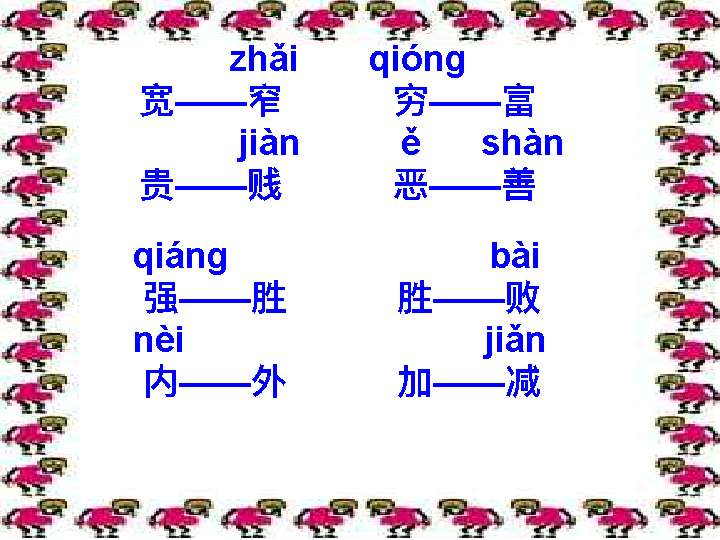 zhǎi qióng
宽——窄 穷——富
jiàn ě shàn
贵——贱 恶——善
qiáng bài
强——胜 胜——败
nèi jiǎn
内——外 加——减